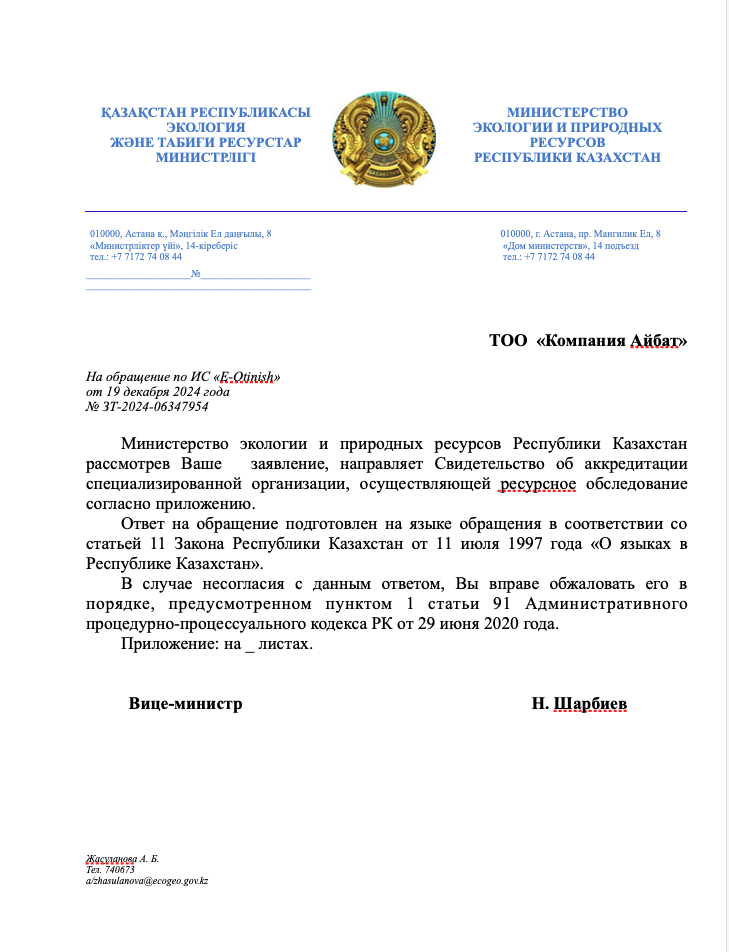 ҚАЗАҚСТАН РЕСПУБЛИКАСЫ
ЭКОЛОГИЯ
ЖӘНЕ ТАБИҒИ РЕСУРСТАР
МИНИСТРЛІГІ
МИНИСТЕРСТВО
ЭКОЛОГИИ И ПРИРОДНЫХ
РЕСУРСОВ
РЕСПУБЛИКИ КАЗАХСТАН
010000, Астана қ., Мәңгілік Ел даңғылы, 8
«Министрліктер үйі», 14-кіреберіс
тел.: +7 7172 74 08 44
010000, г. Астана, пр. Мангилик Ел, 8
«Дом министерств», 14 подъезд
тел.: +7 7172 74 08 44
_____________________№______________________
_____________________________________________
ТОО «Компания Айбат»
На обращение по ИС «E-Otinish»
от 19 декабря 2024 года
№ ЗТ-2024-06347954
Министерство экологии и природных ресурсов Республики Казахстан
рассмотрев Ваше заявление, направляет Свидетельство об аккредитации
специализированной организации, осуществляющей ресурсное обследование
согласно приложению.
Ответ на обращение подготовлен на языке обращения в соответствии со
статьей 11 Закона Республики Казахстан от 11 июля 1997 года «О языках в
Республике Казахстан».
В случае несогласия с данным ответом, Вы вправе обжаловать его в
порядке, предусмотренном пунктом 1 статьи 91 Административного
процедурно-процессуального кодекса РК от 29 июня 2020 года.
Приложение: на _ листах.
Вице-министр Н. Шарбиев
Жасуланова А. Б.
Тел. 740673
a/zhasulanova@ecogeo.gov.kz